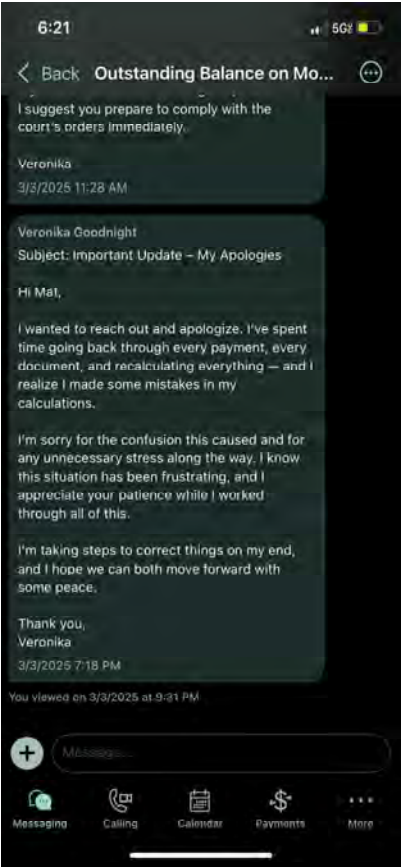 6:21
5G
Back Outstanding Balance on Mo...
I suggest you prepare to comply with the
court's orders immediately.
Veronika
3/3/2025 11:28 AM
Veronika Goodnight
Subject: Important Update – My Apologies
Hi Mat,
I wanted to reach out and apologize. I've spent
time going back through every payment, every
document, and recalculating everything — and I
realize I made some mistakes in my
calculations.
I'm sorry for the confusion this caused and for
any unnecessary stress along the way. I know
this situation has been frustrating, and I
appreciate your patience while I worked
through all of this.
I'm taking steps to correct things on my end,
and I hope we can both move forward with
some peace.
Thank you,
Veronika
3/3/2025 7:18 PM
You viewed on 3/3/2025 at 9:31 PM
Message...
Messaging Calling Calendar Payments More